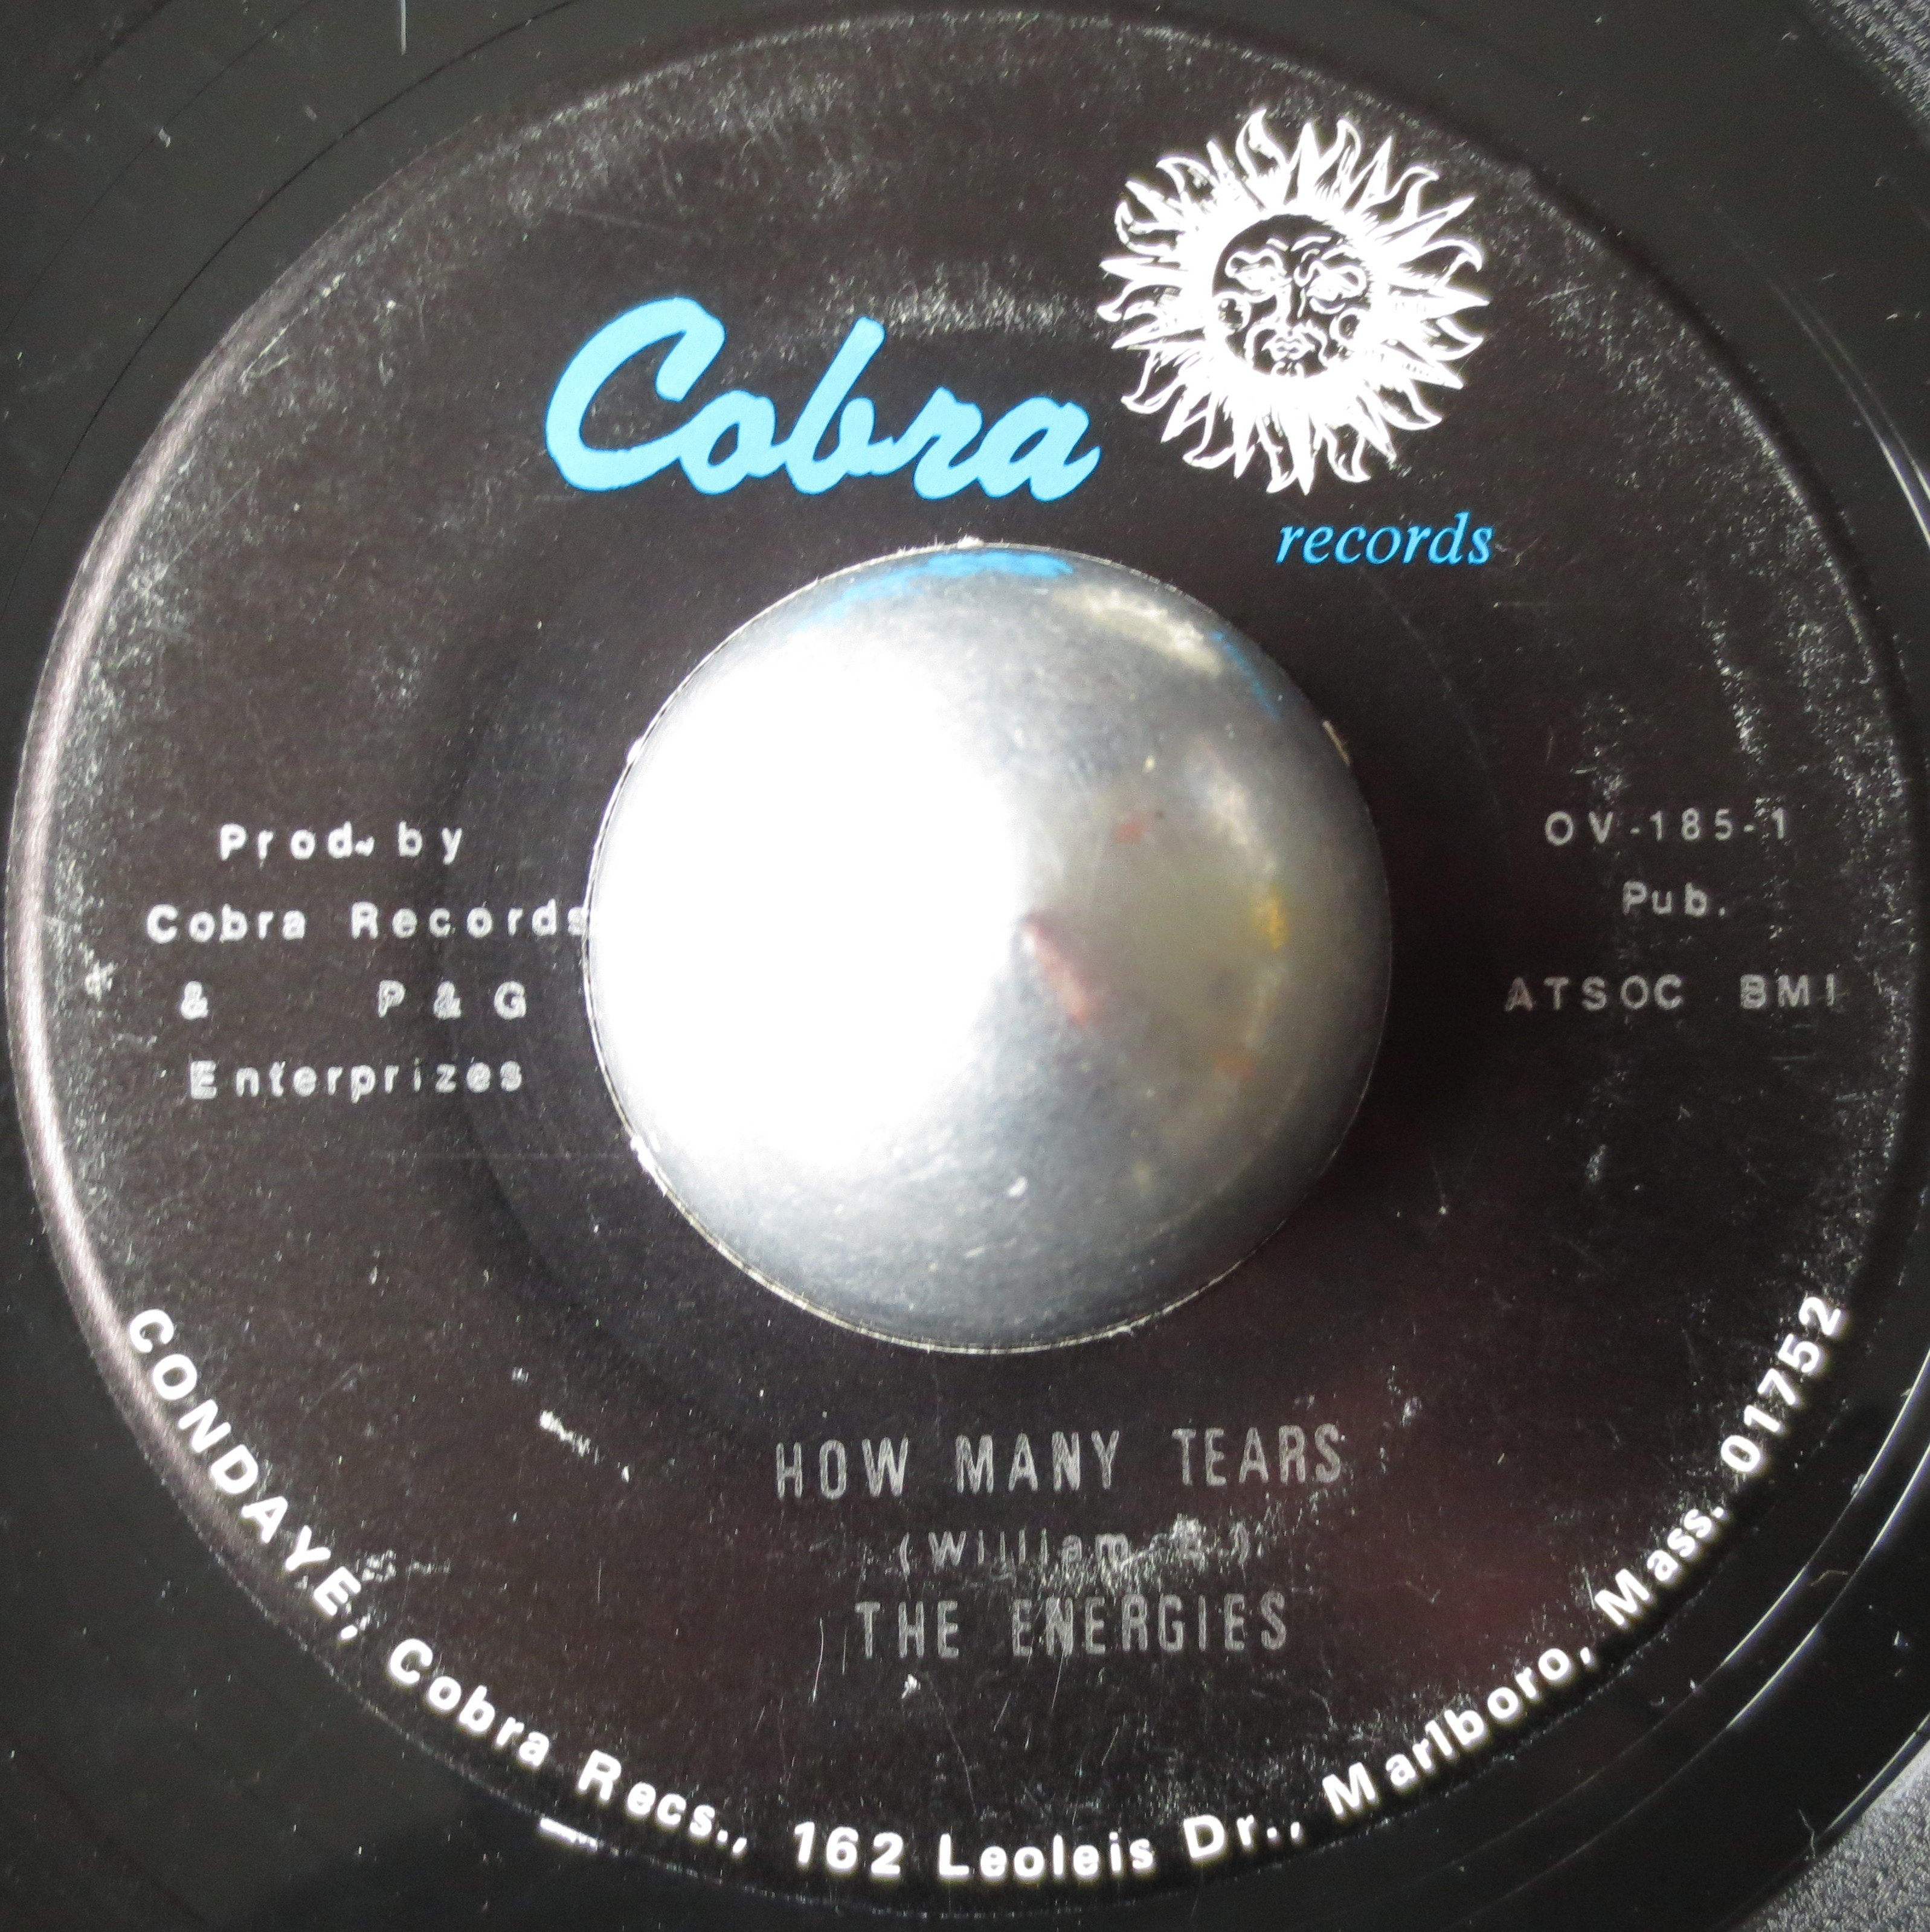 Cobra
records
Prod. by
Cobra Records
& P & G
Enterprizes
OV-185-1
Pub.
ATSOC BMI
HOW MANY TEARS
(William
THE ENERGIES
CONDAYE, Cobra Recs., 162 Leoleis Dr., Marlboro, Mass. 01752